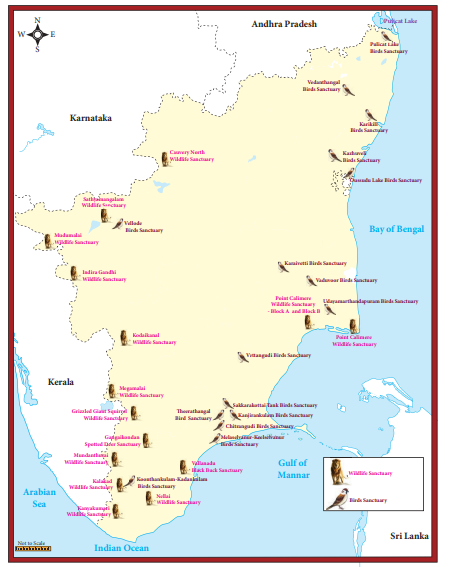 N
W E
S
Andhra Pradesh
Pulicat Lake
Pulicat Lake
Birds Sanctuary
Vedanthangal
Birds Sanctuary
Karnataka
Karikili
Birds Sanctuary
Cauvery North
Wildlife Sanctuary
Kazhuveli
Birds Sanctuary
Oussudu Lake Birds Sanctuary
Sathyamangalam
Wildlife Sanctuary
Vellode
Birds Sanctuary
Bay of Bengal
Mudumalai
Wildlife Sanctuary
Indira Gandhi
Wildlife Sanctuary
Karaivetti Birds Sanctuary
Vaduvoor Birds Sanctuary
Point Calimere
Wildlife Sanctuary
Block A and Block B
Udayamarthandapuram Birds Sanctuary
Point Calimere
Wildlife Sanctuary
Kodaikanal
Wildlife Sanctuary
Vettangudi Birds Sanctuary
Kerala
Megamalai
Wildlife Sanctuary
Grizzled Giant Squirrel
Wildlife Sanctuary
Theerthangal
Bird Sanctuary
Sakkarakottai Tank Birds Sanctuary
Kanjirankulam Birds Sanctuary
Chitrangudi Birds Sanctuary
Melaselvanur-Keelaselvanur
Birds Sanctuary
Gangaikondan
Spotted Deer Sanctuary
Mundanthurai
Wildlife Sanctuary
Vallanadu
Black Buck Sanctuary
Gulf of
Mannar
Kalakad
Wildlife Sanctuary
Koonthankulam-Kadankulam
Birds Sanctuary
Nellai
Wildlife Sanctuary
Kanyakumari
Wildlife Sanctuary
Arabian
Sea
Wildlife Sanctuary
Birds Sanctuary
Sri Lanka
Not to Scale
Indian Ocean